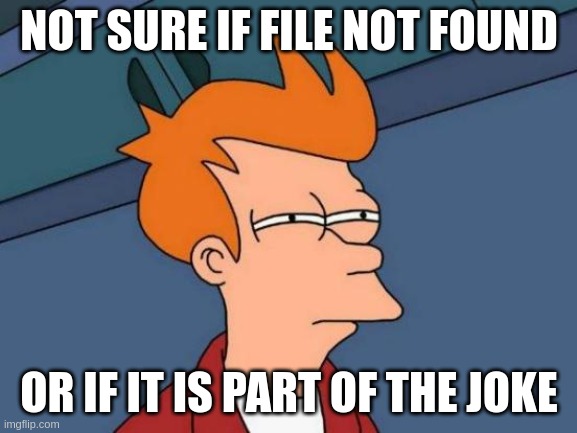 NOT SURE IF FILE NOT FOUND
OR IF IT IS PART OF THE JOKE
imgflip.com